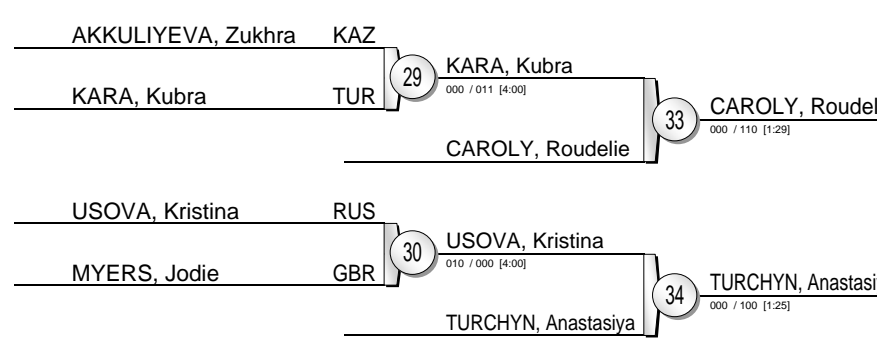 AKKULIYEVA, Zukhra KAZ
KARA, Kubra TUR
29
KARA, Kubra
000 / 011 [4:00]
CAROLY, Roudelie
33
CAROLY, Roudel
000 / 110 [1:29]
USOVA, Kristina RUS
MYERS, Jodie GBR
30
USOVA, Kristina
010 / 000 [4:00]
TURCHYN, Anastasiya
34
TURCHYN, Anastasi
000 / 100 [1:25]